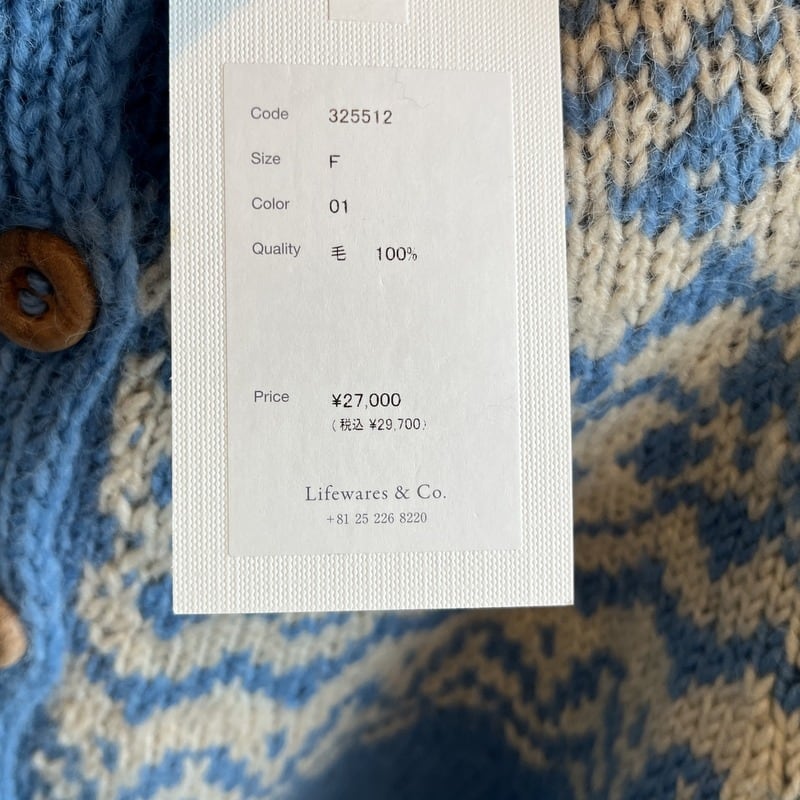 Code 325512
Size F
Color 01
Quality 毛 100%
Price ¥27,000
(税込 ¥29,700)
Lifewares & Co.
+81 25 226 8220